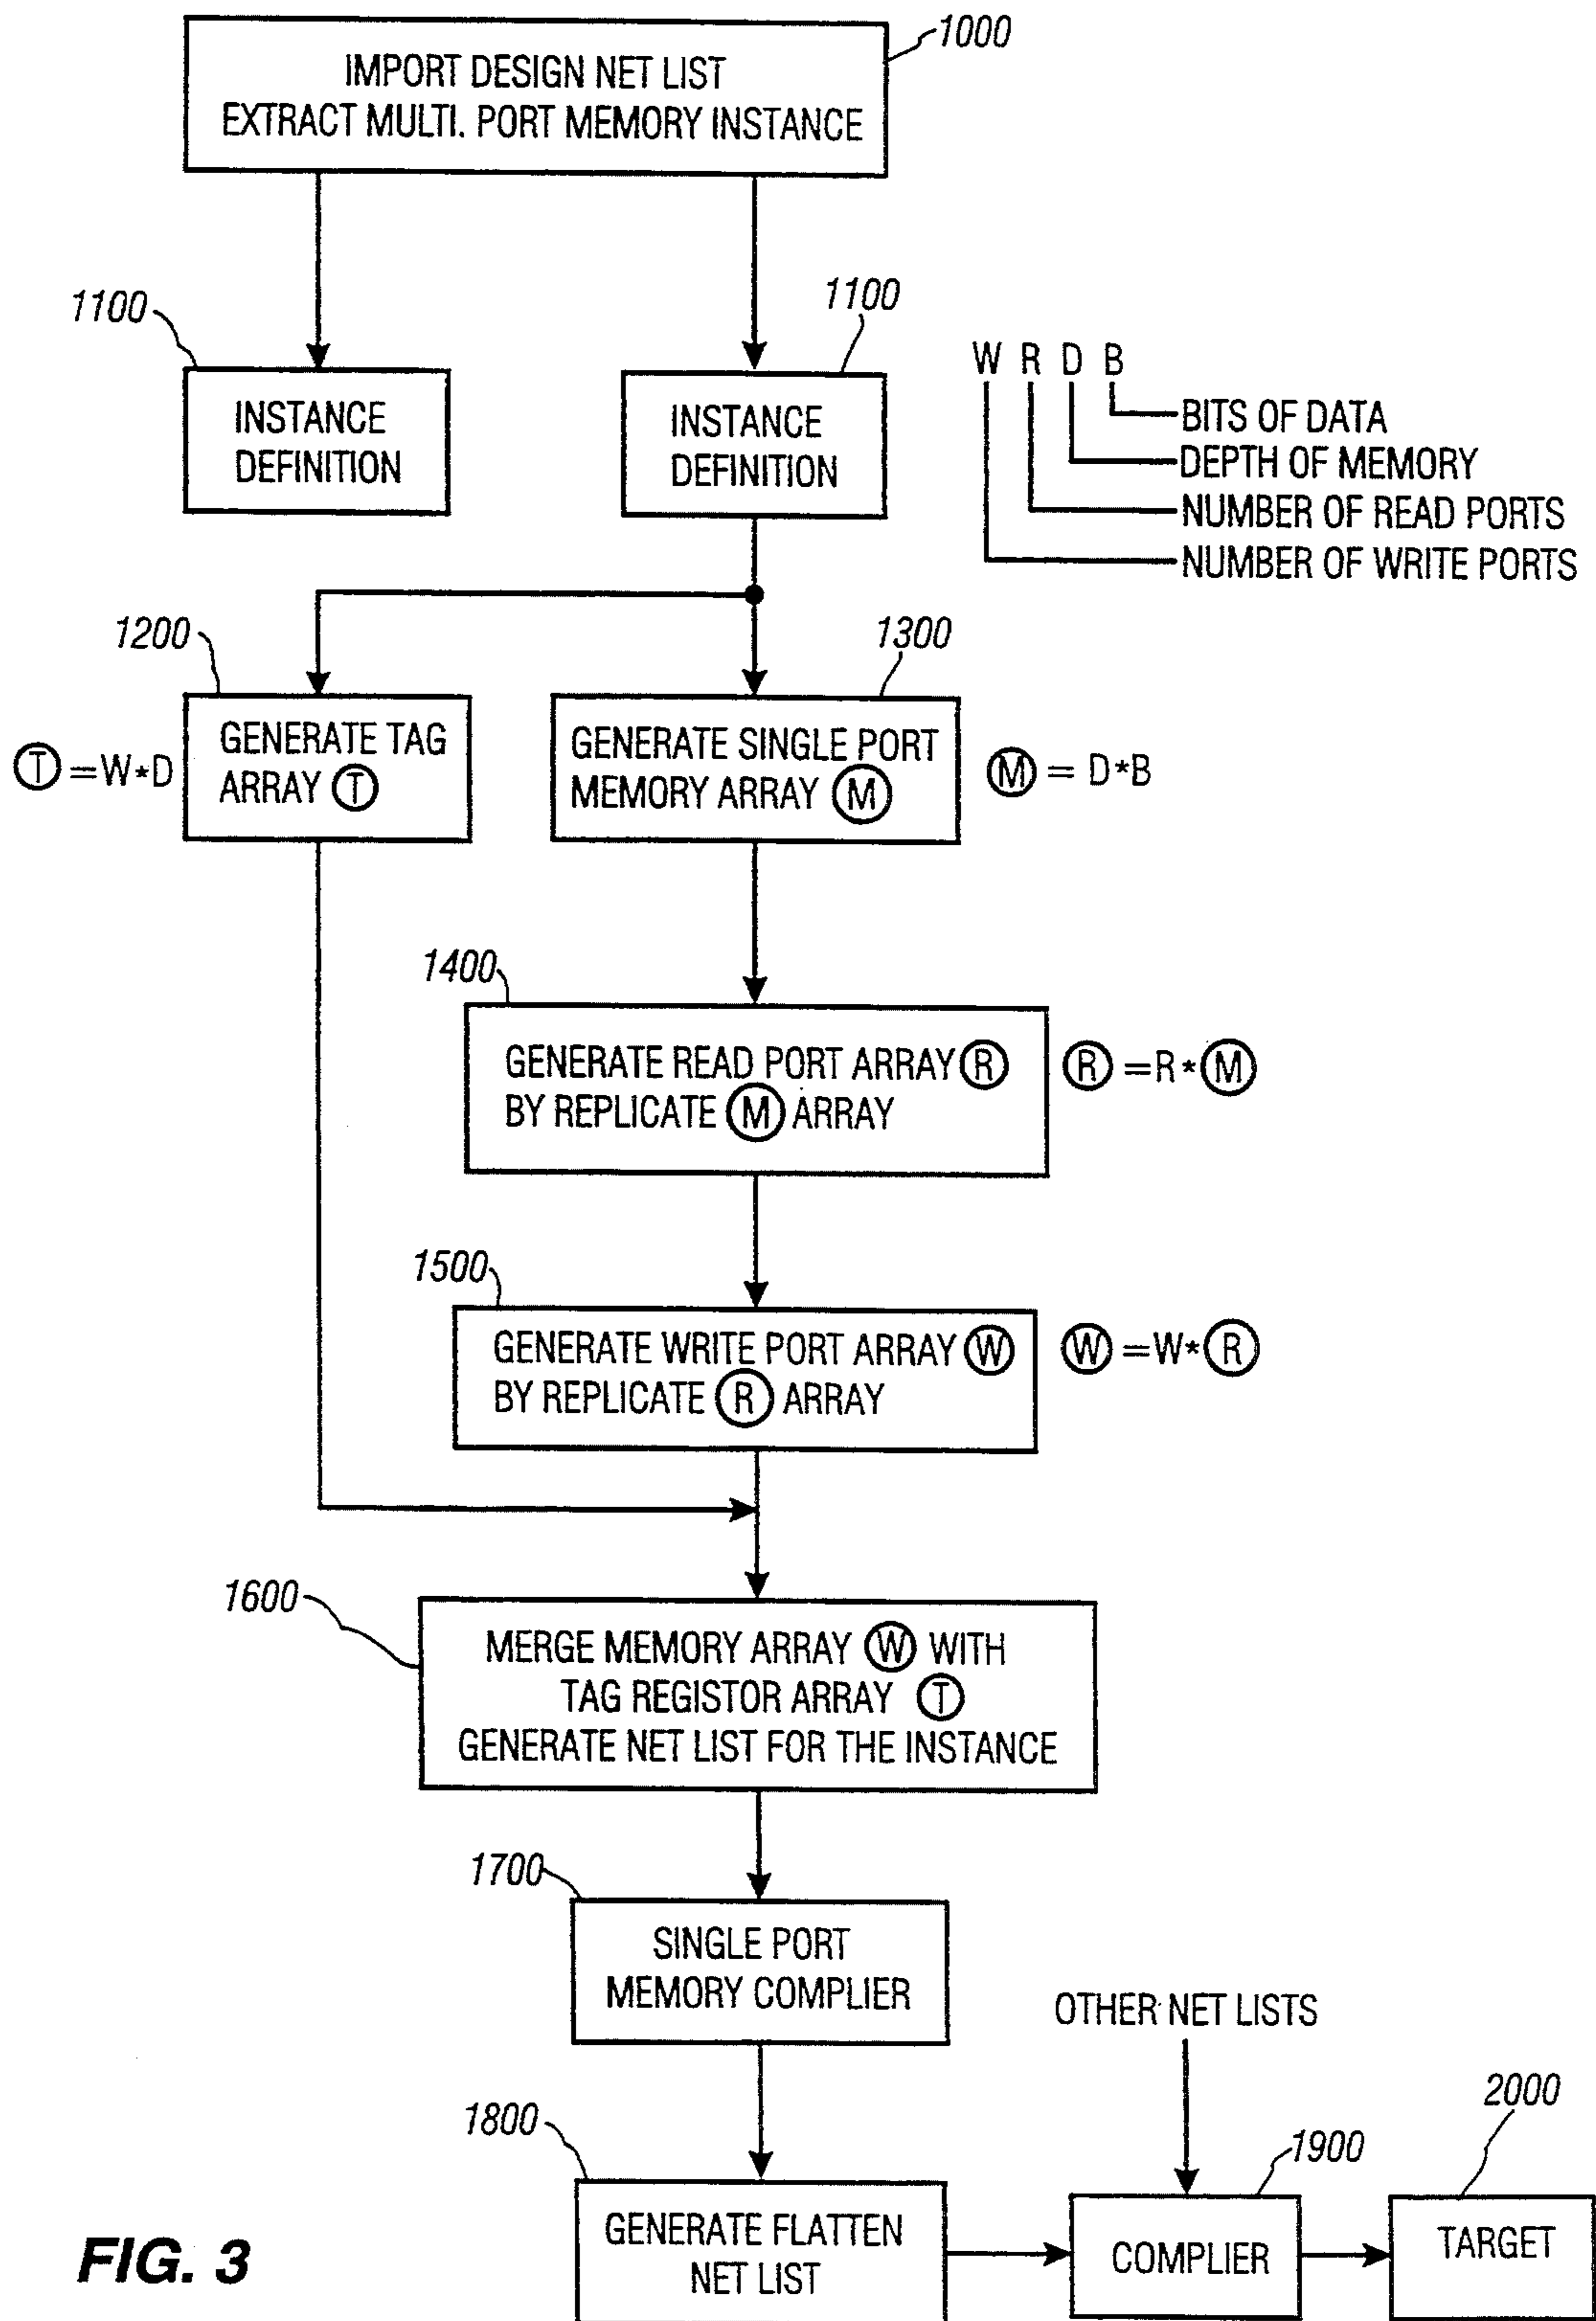 1000
IMPORT DESIGN NET LIST
EXTRACT MULTI. PORT MEMORY INSTANCE
1100
INSTANCE
DEFINITION
1100
INSTANCE
DEFINITION
W R D B
BITS OF DATA
DEPTH OF MEMORY
NUMBER OF READ PORTS
NUMBER OF WRITE PORTS
1200
Ⓣ=W*D
GENERATE TAG
ARRAY Ⓣ
1300
GENERATE SINGLE PORT
MEMORY ARRAY Ⓜ
Ⓜ = D*B
1400
GENERATE READ PORT ARRAY Ⓡ
BY REPLICATE Ⓜ ARRAY
Ⓡ =R*Ⓜ
1500
GENERATE WRITE PORT ARRAY Ⓦ
BY REPLICATE Ⓡ ARRAY
Ⓦ =W*Ⓡ
1600
MERGE MEMORY ARRAY Ⓦ WITH
TAG REGISTOR ARRAY Ⓣ
GENERATE NET LIST FOR THE INSTANCE
1700
SINGLE PORT
MEMORY COMPLIER
1800
GENERATE FLATTEN
NET LIST
OTHER NET LISTS
1900
COMPLIER
2000
TARGET
FIG. 3